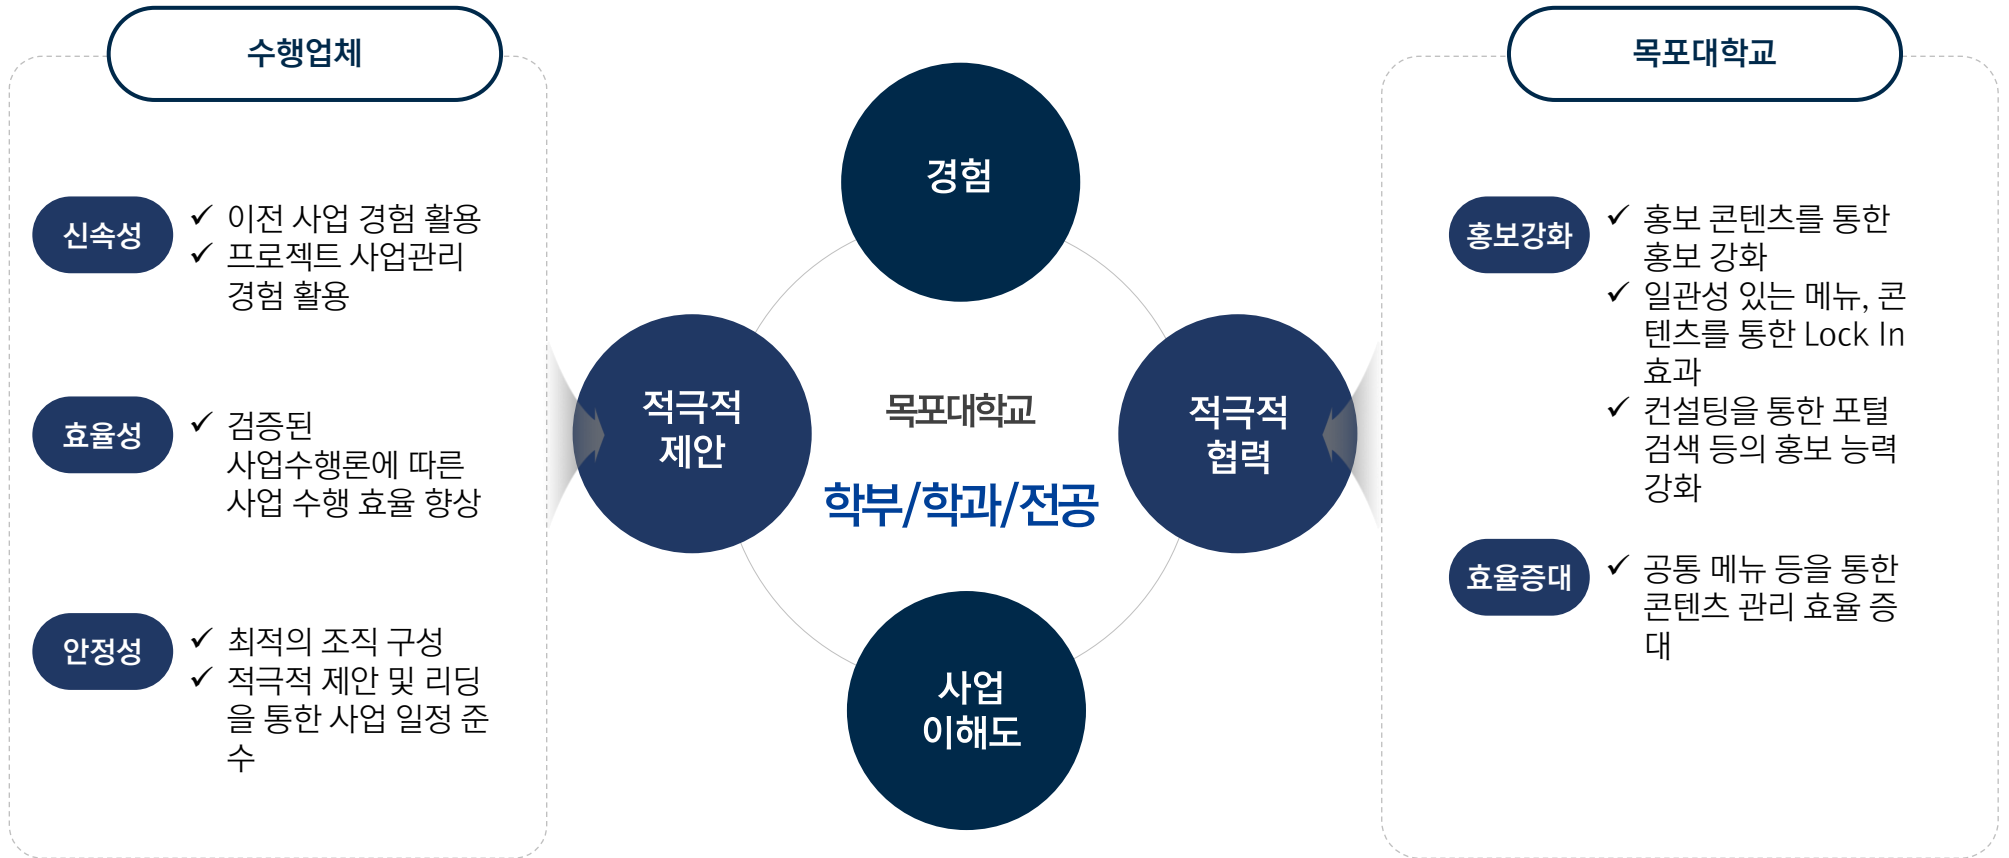 수행업체
신속성
이전 사업 경험 활용
프로젝트 사업관리
경험 활용
효율성
검증된
사업수행론에 따른
사업 수행 효율 향상
안정성
최적의 조직 구성
적극적 제안 및 리딩
을 통한 사업 일정 준
수
경험
적극적
제안
목포대학교
학부/학과/전공
적극적
협력
사업
이해도
목포대학교
홍보강화
홍보 콘텐츠를 통한
홍보 강화
일관성 있는 메뉴, 콘
텐츠를 통한 Lock In
효과
컨설팅을 통한 포털
검색 등의 홍보 능력
강화
효율증대
공통 메뉴 등을 통한
콘텐츠 관리 효율 증
대